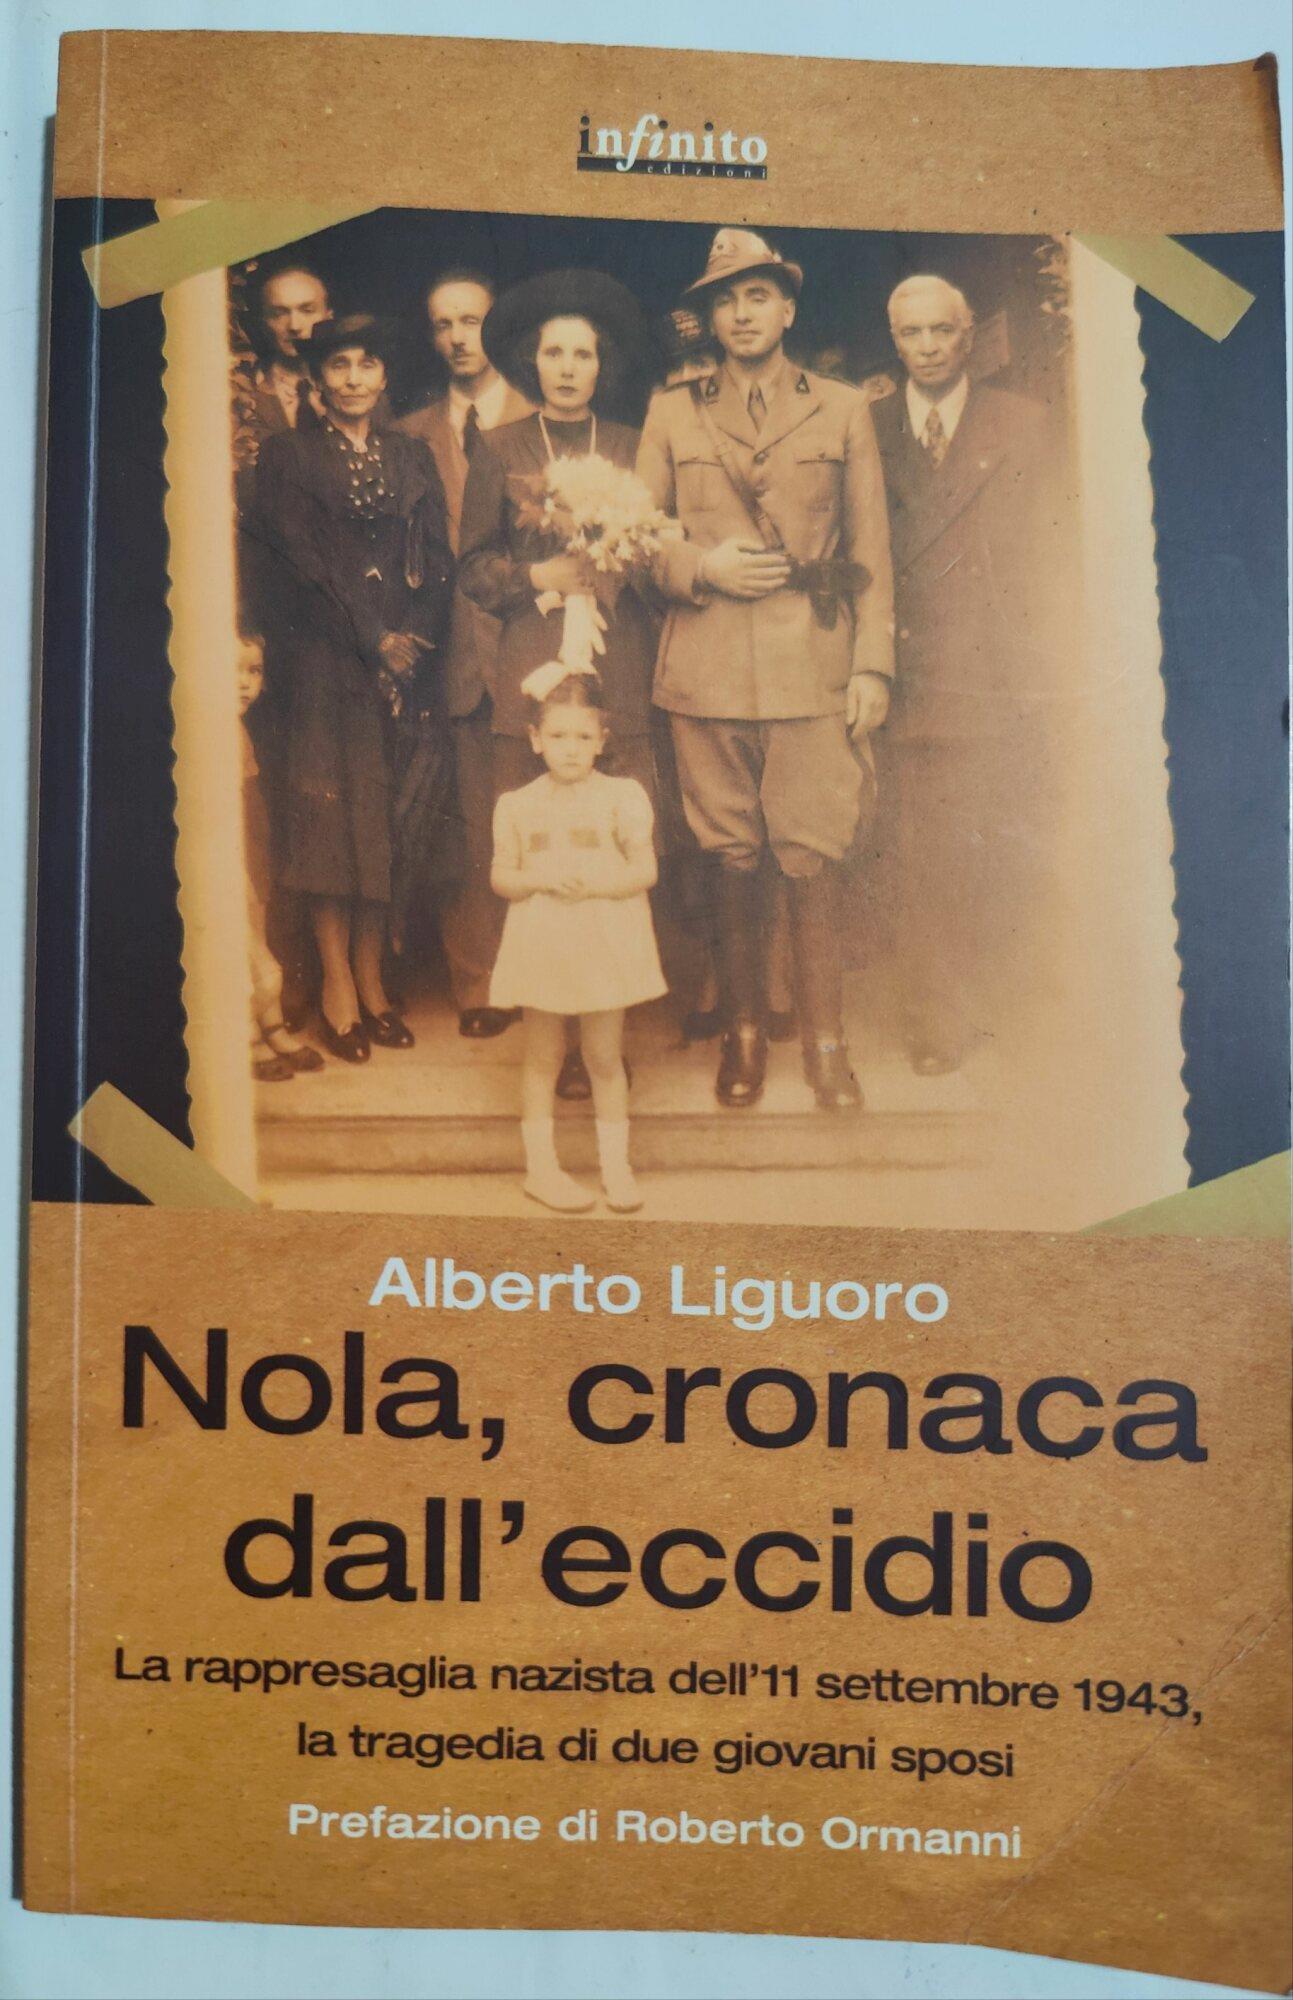 infinito
edizioni
Alberto Liguoro
Nola, cronaca
dall'eccidio
La rappresaglia nazista dell'11 settembre 1943,
la tragedia di due giovani sposi
Prefazione di Roberto Ormanni